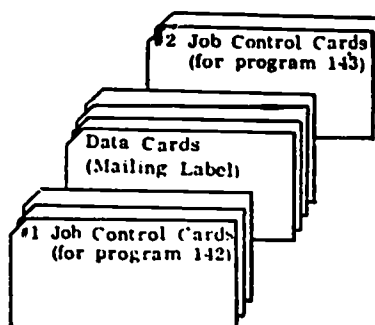 #2 Job Control Cards
(for program 143)
Data Cards
(Mailing Label)
#1 Job Control Cards
(for program 142)